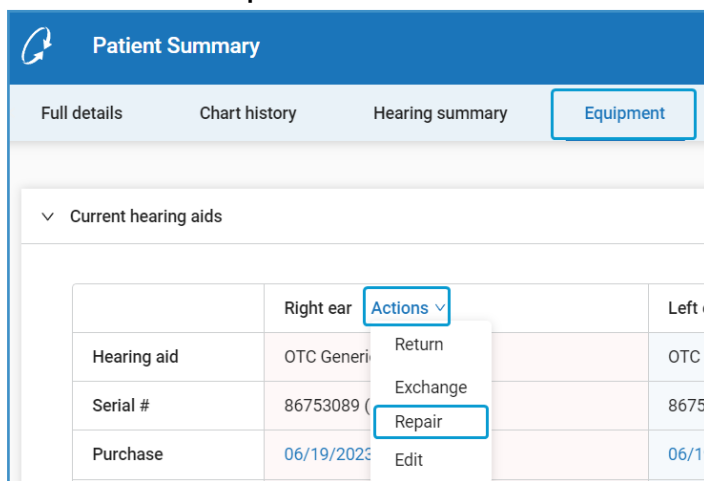 Patient Summary
Full details Chart history Hearing summary Equipment
Current hearing aids
Right ear Actions Left
Return
Hearing aid OTC Generi OTC
Exchange
Serial # 86753089 ( 8675
Repair
Purchase 06/19/2023 06/1
Edit